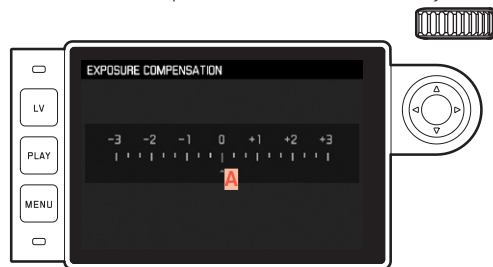 EXPOSURE COMPENSATION
LV
-3 -2 -1 0 +1 +2 +3
PLAY
A
MENU